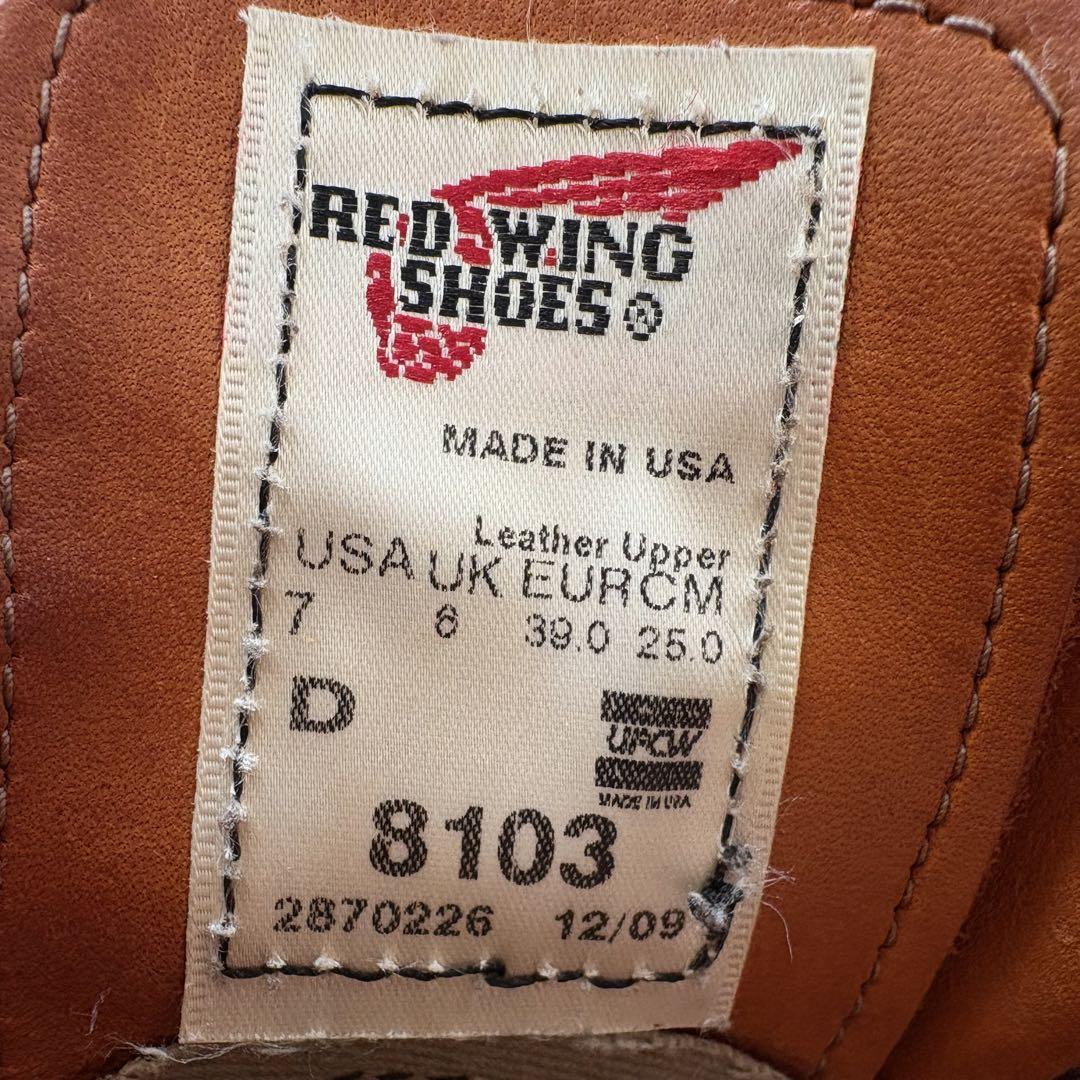 RED WING
SHOES®
MADE IN USA
Leather Upper
USA UK EUR CM
7 6 39.0 25.0
D
UFCW
MADE IN USA
8103
2870226 12/09